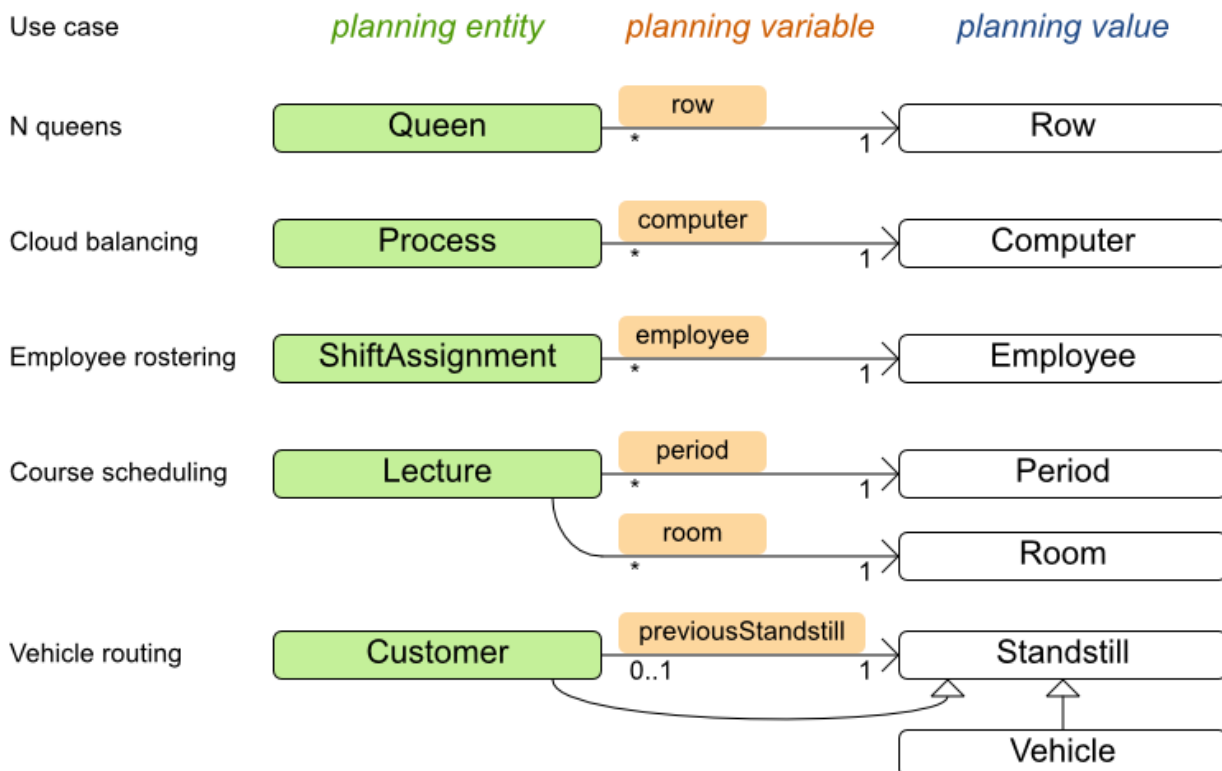 Use case planning entity planning variable planning value
N queens Queen row Row
* 1
Cloud balancing Process computer Computer
* 1
Employee rostering ShiftAssignment employee Employee
* 1
Course scheduling Lecture period Period
* 1
room Room
* 1
Vehicle routing Customer previousStandstill Standstill
0..1 1
Vehicle